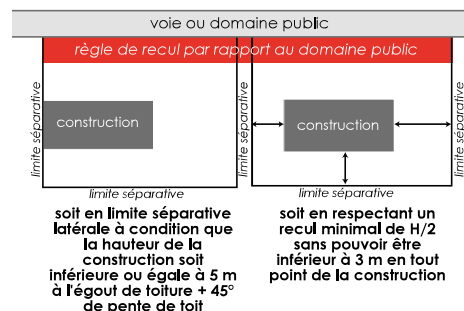 voie ou domaine public
règle de recul par rapport au domaine public
limite séparative
construction
limite séparative
limite séparative
limite séparative
construction
limite séparative
limite séparative
soit en limite séparative
latérale à condition que
la hauteur de la
construction soit
inférieure ou égale à 5 m
à l'égout de toiture + 45°
de pente de toit
soit en respectant un
recul minimal de H/2
sans pouvoir être
inférieur à 3 m en tout
point de la construction